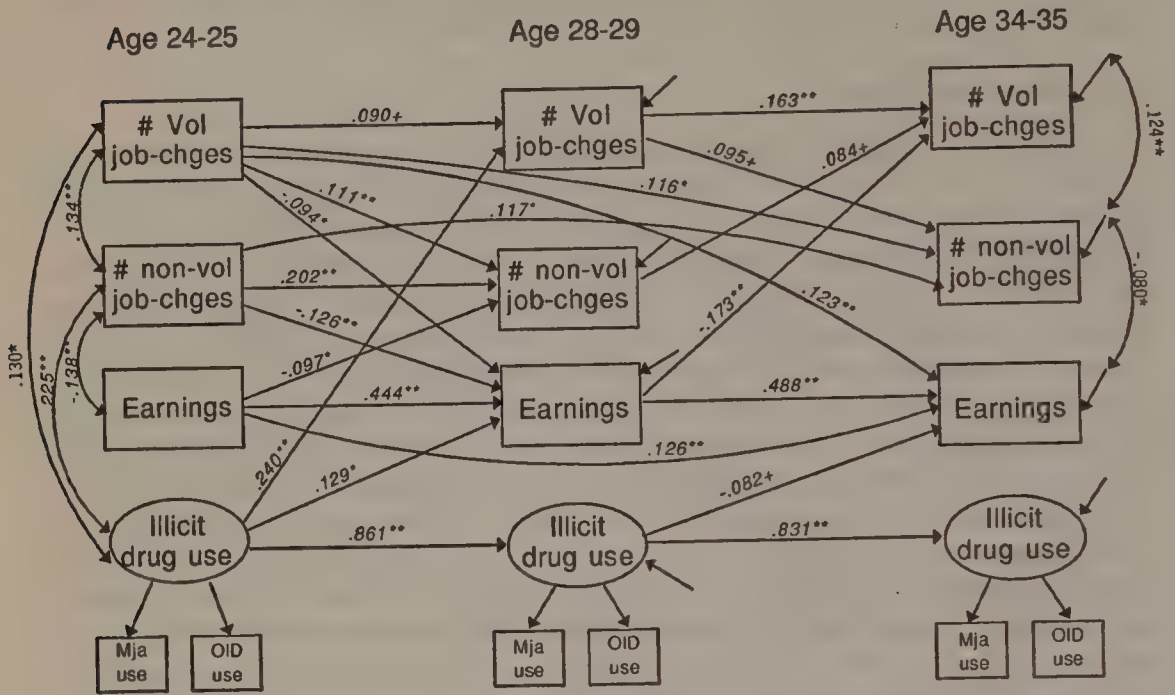 Age 24-25
Age 28-29
Age 34-35
# Vol
job-chges
# Vol
job-chges
# Vol
job-chges
.090+
.163**
.124**
.095+
.084+
.116*
.111**
-.094*
.117*
.134**
# non-vol
job-chges
# non-vol
job-chges
# non-vol
job-chges
.202**
-.126**
-.173**
.123**
-.080*
.130*
.225**
-.138**
-.097*
Earnings
Earnings
Earnings
.444**
.488**
.126**
.240**
.129*
-.082+
Illicit
drug use
Illicit
drug use
Illicit
drug use
.861**
.831**
Mja
use
OID
use
Mja
use
OID
use
Mja
use
OID
use